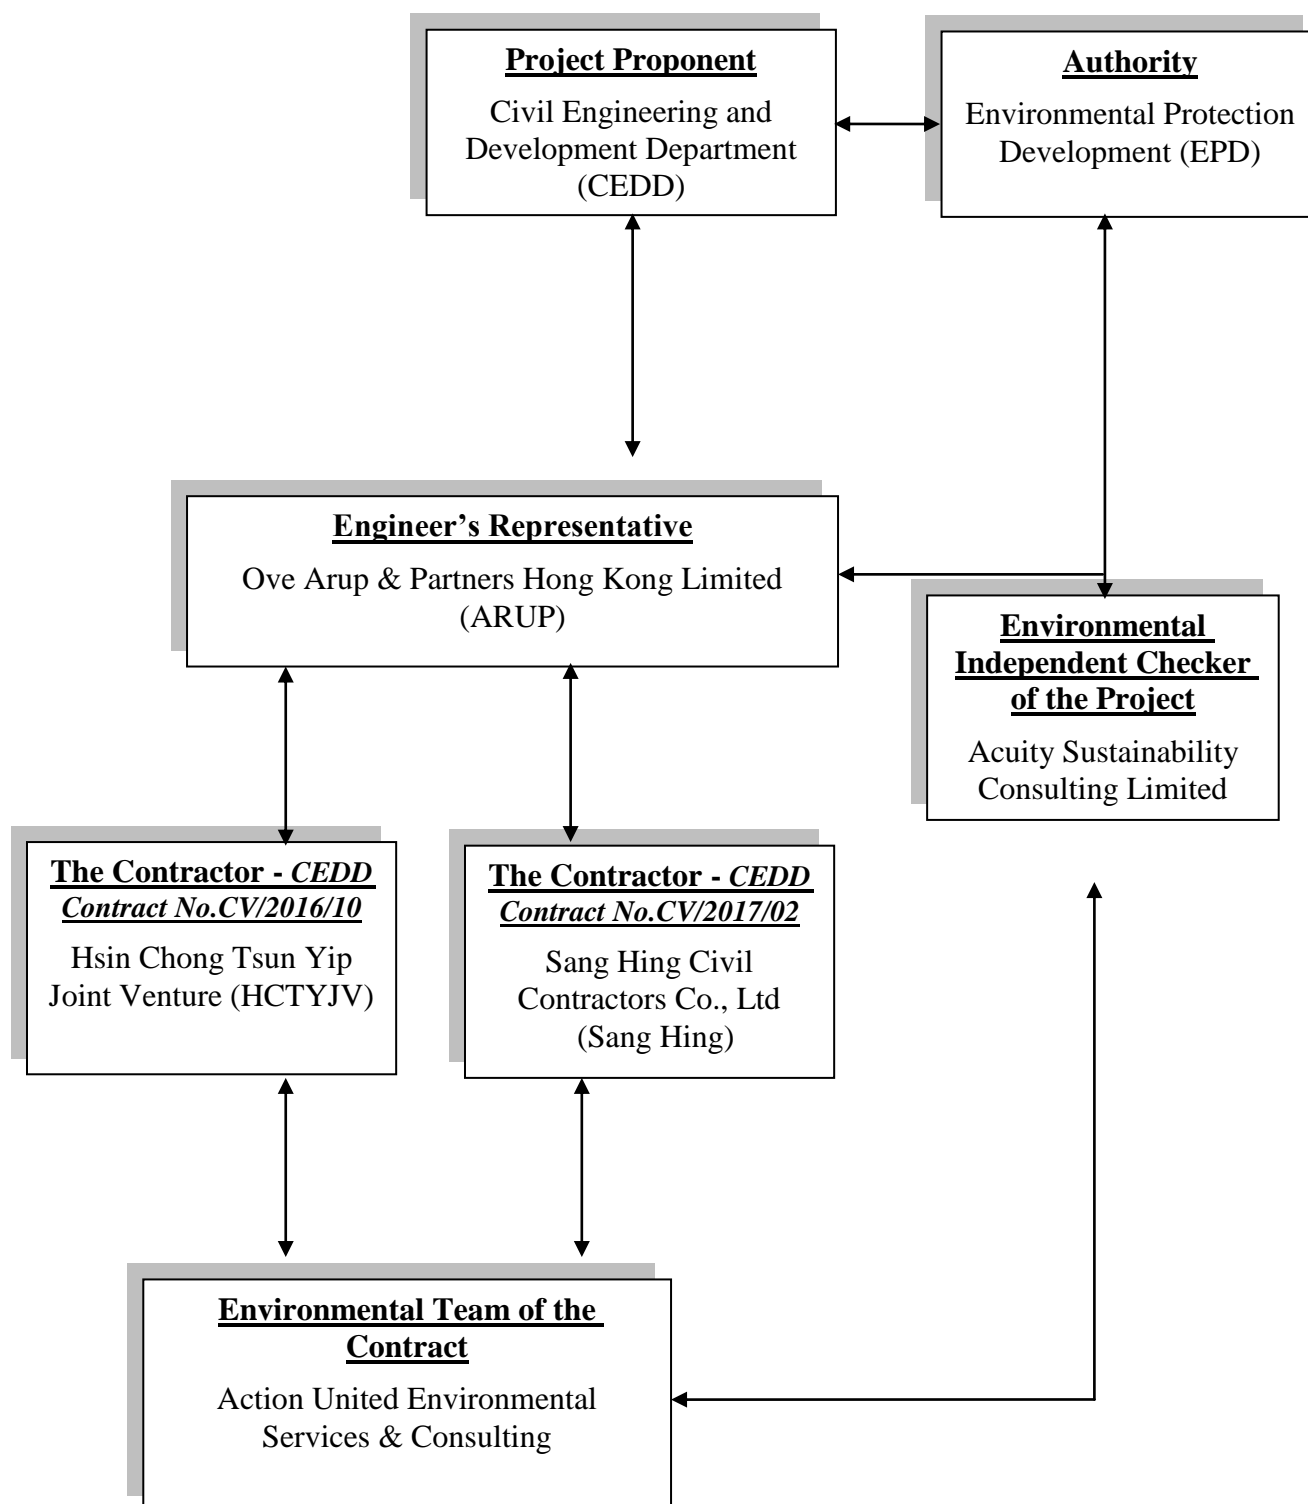 Project Proponent
Civil Engineering and
Development Department
(CEDD)
Authority
Environmental Protection
Development (EPD)
Engineer’s Representative
Ove Arup & Partners Hong Kong Limited
(ARUP)
Environmental
Independent Checker
of the Project
Acuity Sustainability
Consulting Limited
The Contractor - CEDD
Contract No.CV/2016/10
Hsin Chong Tsun Yip
Joint Venture (HCTYJV)
The Contractor - CEDD
Contract No.CV/2017/02
Sang Hing Civil
Contractors Co., Ltd
(Sang Hing)
Environmental Team of the
Contract
Action United Environmental
Services & Consulting